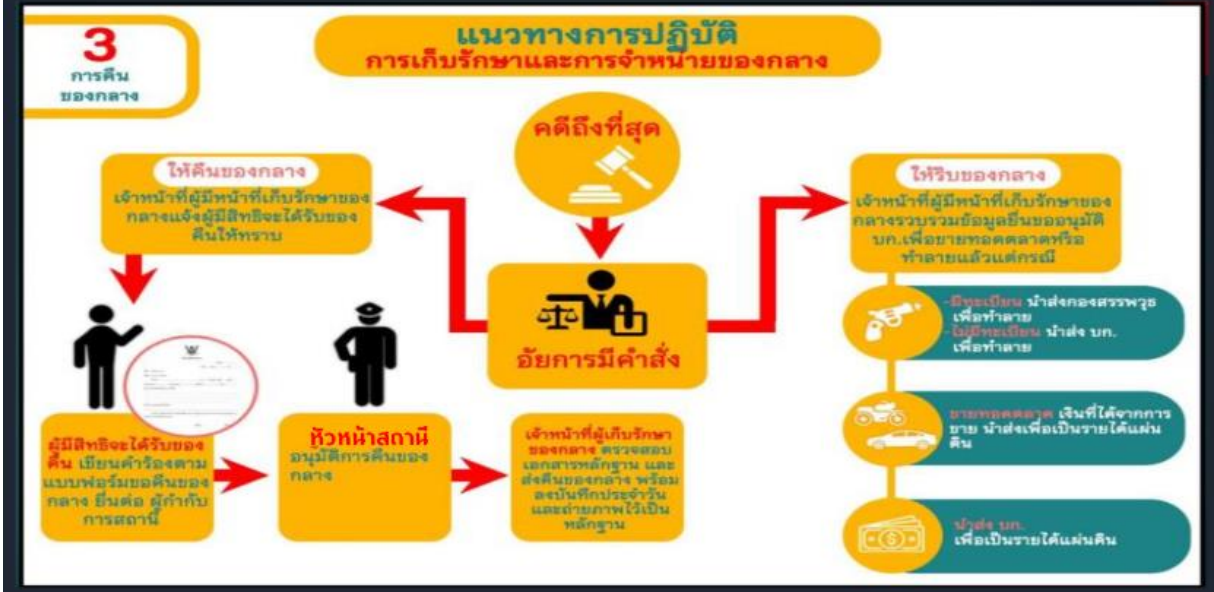 3
การคืน
ของกลาง
แนวทางการปฏิบัติ
การเก็บรักษาและการจำหน่ายของกลาง
คดีถึงที่สุด
อัยการมีคำสั่ง
ให้คืนของกลาง
เจ้าหน้าที่ผู้มีหน้าที่เก็บรักษาของ
กลางแจ้งผู้มีสิทธิจะได้รับของ
คืนให้ทราบ
ผู้มีสิทธิจะได้รับของ
คืน เขียนคำร้องตาม
แบบฟอร์มขอคืนของ
กลาง ยื่นต่อ ผู้กำกับ
การสถานี
หัวหน้าสถานี
อนุมัติการคืนของ
กลาง
เจ้าหน้าที่ผู้เก็บรักษา
ของกลาง ตรวจสอบ
เอกสารหลักฐาน และ
ส่งคืนของกลาง พร้อม
ลงบันทึกประจำวัน
และถ่ายภาพไว้เป็น
หลักฐาน
ให้ริบของกลาง
เจ้าหน้าที่ผู้มีหน้าที่เก็บรักษาของ
กลางรวบรวมข้อมูลยื่นขออนุมัติ
บก.เพื่อขายทอดตลาดหรือ
ทำลายแล้วแต่กรณี
-มีทะเบียน นำส่งกองสรรพวุธ
เพื่อทำลาย
-ไม่มีทะเบียน นำส่ง บก.
เพื่อทำลาย
ขายทอดตลาด เงินที่ได้จากการ
ขาย นำส่งเพื่อเป็นรายได้แผ่น
ดิน
นำส่ง บก.
เพื่อเป็นรายได้แผ่นดิน